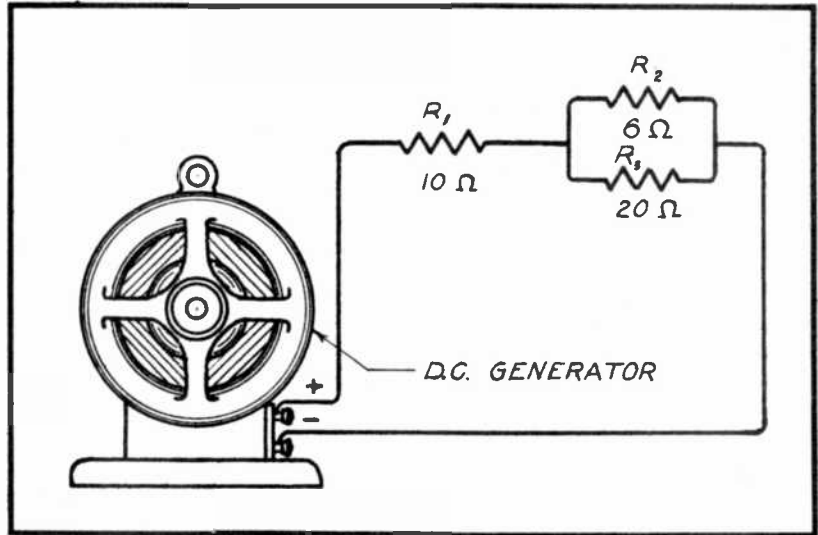 R₂
R₁
6 Ω
R₃
10 Ω
20 Ω
D.C. GENERATOR
+
−